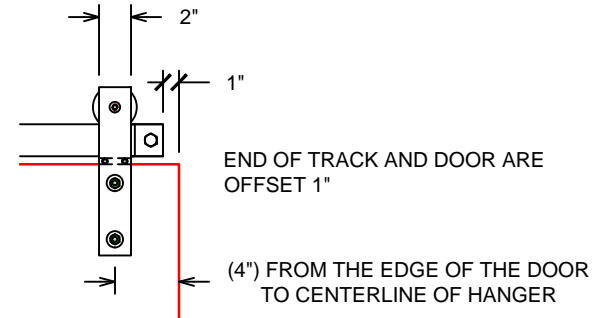 2"
1"
END OF TRACK AND DOOR ARE
OFFSET 1"
(4") FROM THE EDGE OF THE DOOR
TO CENTERLINE OF HANGER